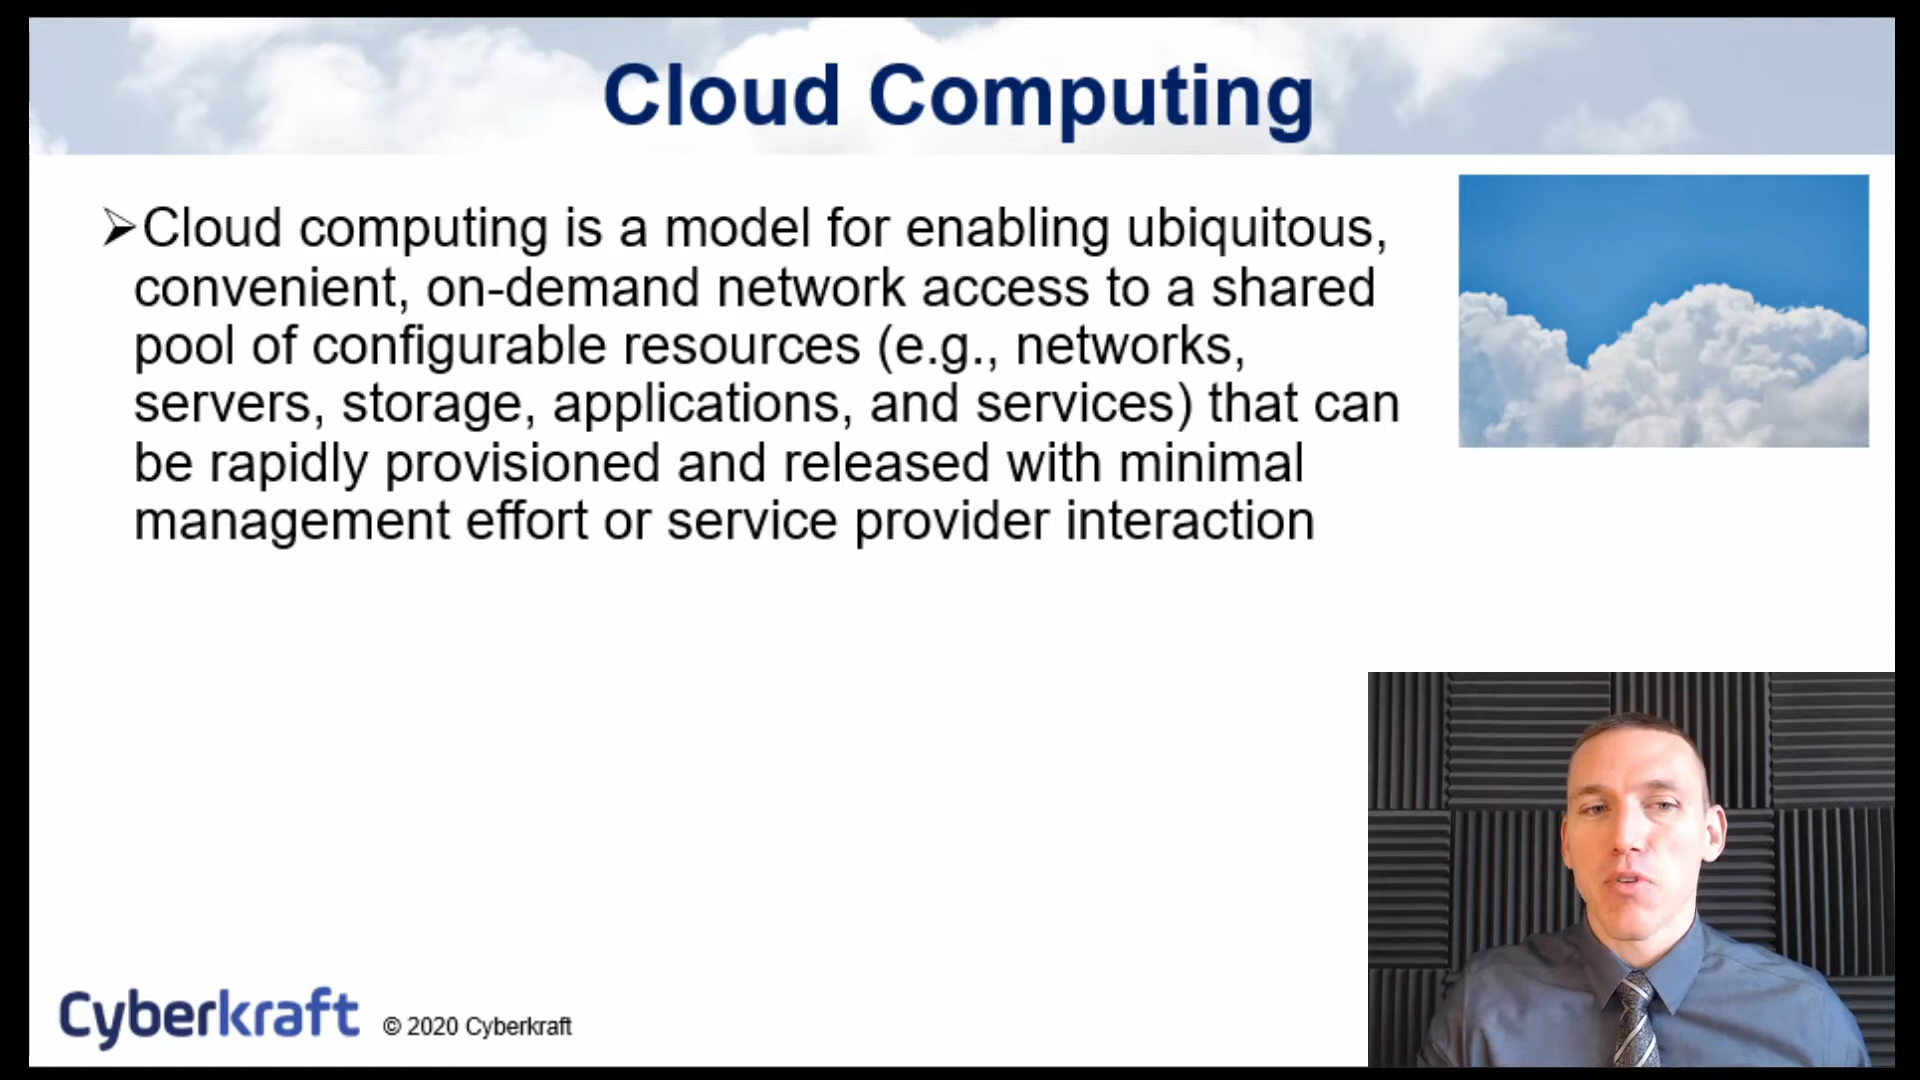 Cloud Computing
➢Cloud computing is a model for enabling ubiquitous,
convenient, on-demand network access to a shared
pool of configurable resources (e.g., networks,
servers, storage, applications, and services) that can
be rapidly provisioned and released with minimal
management effort or service provider interaction
Cyberkraft © 2020 Cyberkraft